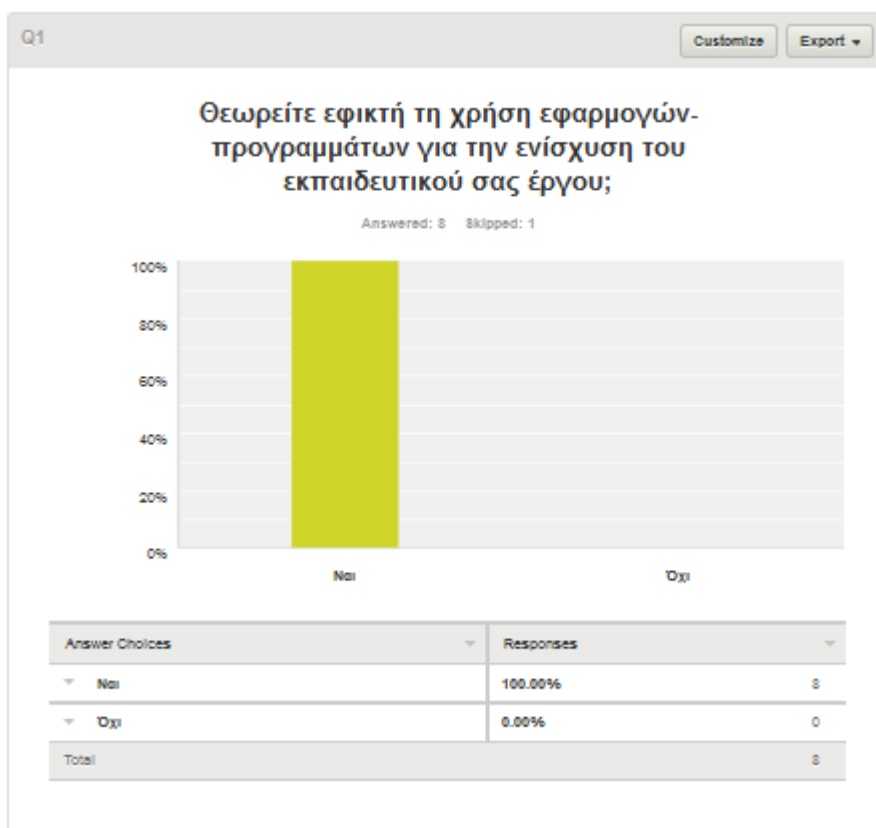 Q1
Customize
Export
Θεωρείτε εφικτή τη χρήση εφαρμογών-
προγραμμάτων για την ενίσχυση του
εκπαιδευτικού σας έργου;
Answered: 8 Skipped: 1
100%
80%
60%
40%
20%
0%
Ναι Όχι
Answer Choices Responses
Ναι 100.00% 8
Όχι 0.00% 0
Total 8